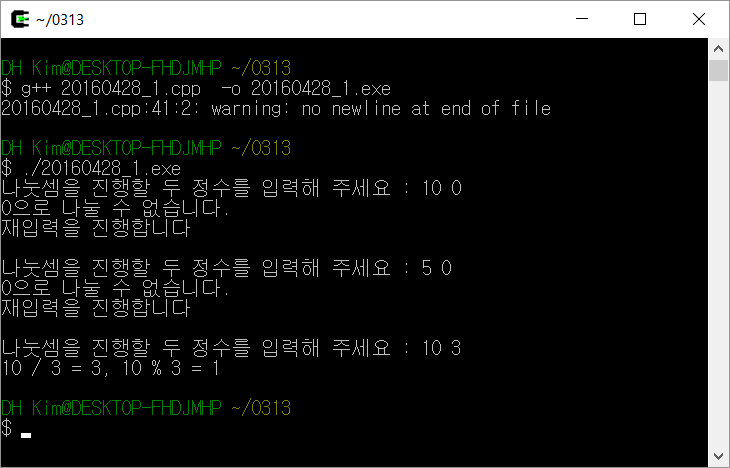 ~/0313
DH Kim@DESKTOP-FHDJMHP ~/0313
$ g++ 20160428_1.cpp  -o 20160428_1.exe
20160428_1.cpp:41:2: warning: no newline at end of file
DH Kim@DESKTOP-FHDJMHP ~/0313
$ ./20160428_1.exe
나눗셈을 진행할 두 정수를 입력해 주세요 : 10 0
0으로 나눌 수 없습니다.
재입력을 진행합니다
나눗셈을 진행할 두 정수를 입력해 주세요 : 5 0
0으로 나눌 수 없습니다.
재입력을 진행합니다
나눗셈을 진행할 두 정수를 입력해 주세요 : 10 3
10 / 3 = 3, 10 % 3 = 1
DH Kim@DESKTOP-FHDJMHP ~/0313
$